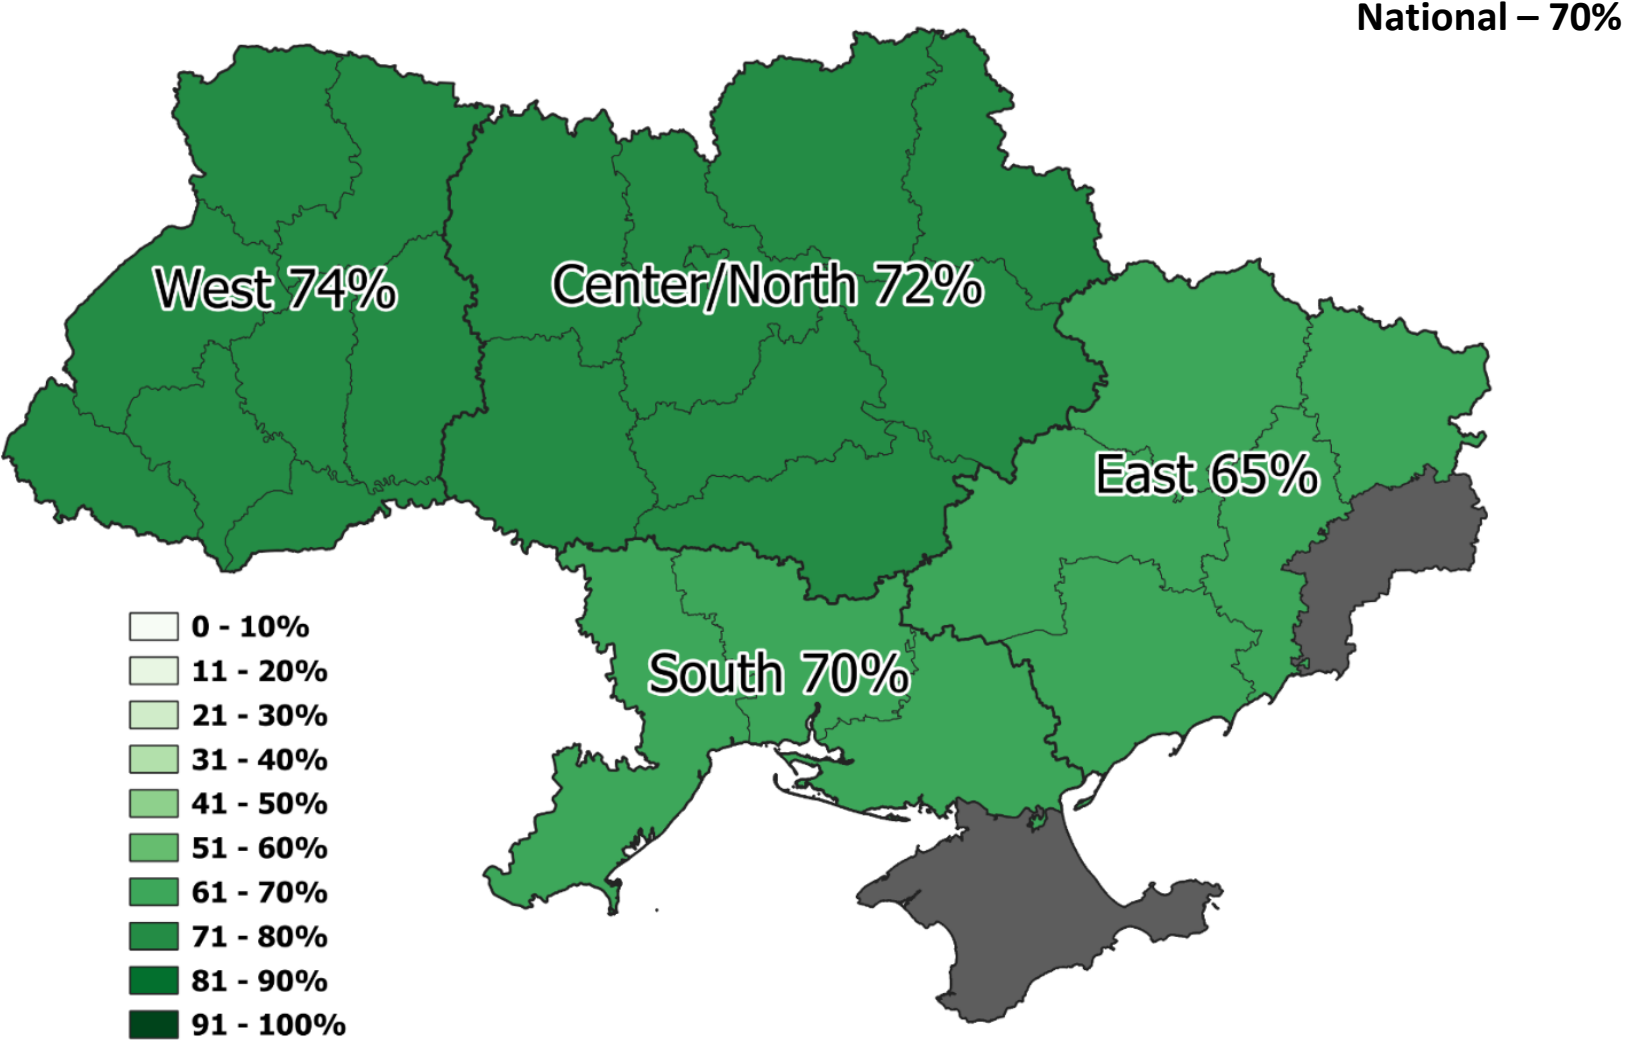 National – 70%
West 74%
Center/North 72%
East 65%
South 70%
0 - 10%
11 - 20%
21 - 30%
31 - 40%
41 - 50%
51 - 60%
61 - 70%
71 - 80%
81 - 90%
91 - 100%